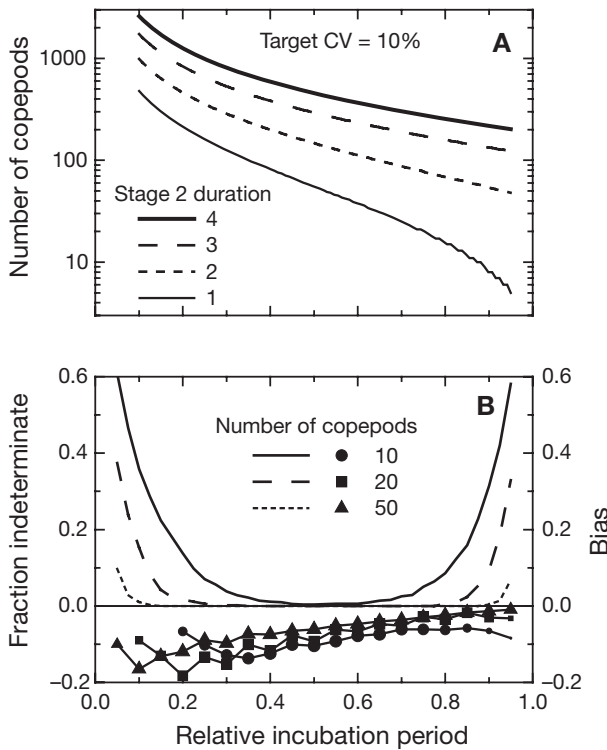 Target CV = 10%
A
1000
100
10
Number of copepods
Stage 2 duration
4
3
2
1
0.6
0.4
0.2
0.0
−0.2
Fraction indeterminate
B
Number of copepods
10
20
50
0.6
0.4
0.2
0.0
−0.2
Bias
0.0 0.2 0.4 0.6 0.8 1.0
Relative incubation period